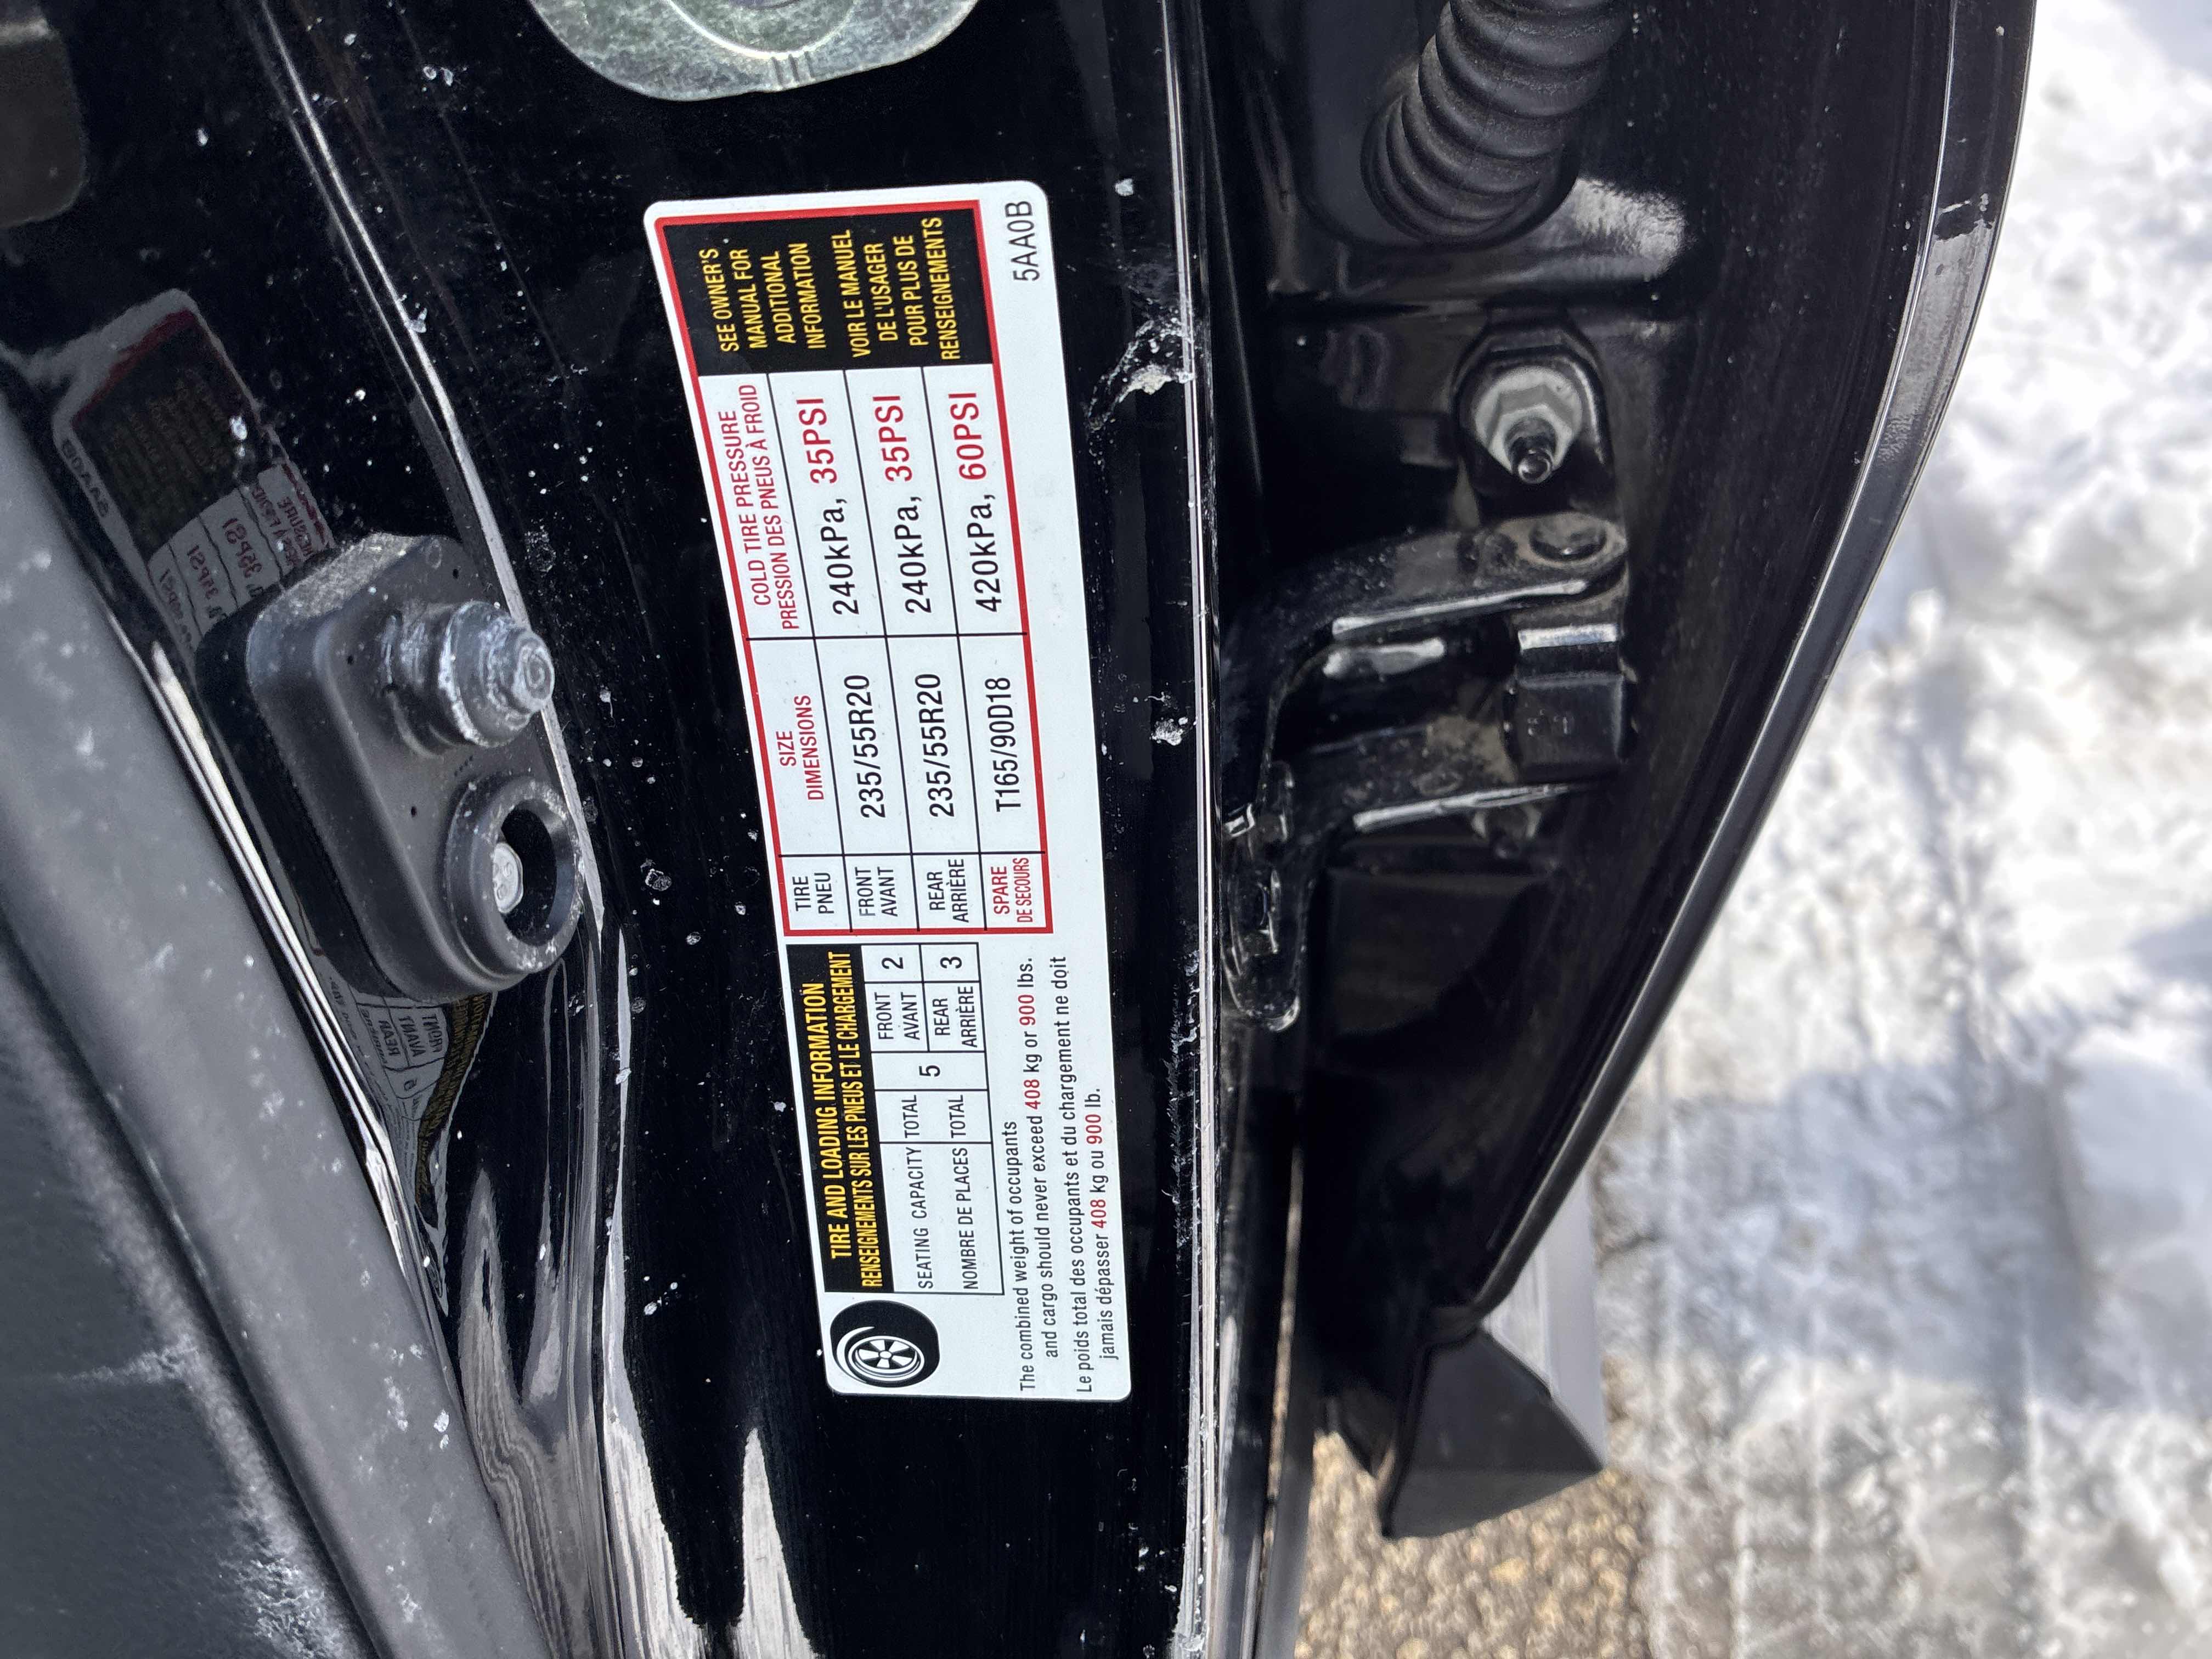 TIRE AND LOADING INFORMATION
RENSEIGNEMENTS SUR LES PNEUS ET LE CHARGEMENT
SEATING CAPACITY TOTAL
NOMBRE DE PLACES TOTAL
5
FRONT
AVANT
2
REAR
ARRIÈRE
3
The combined weight of occupants
and cargo should never exceed 408 kg or 900 lbs.
Le poids total des occupants et du chargement ne doit
jamais dépasser 408 kg ou 900 lb.
TIRE
PNEU
SIZE
DIMENSIONS
COLD TIRE PRESSURE
PRESSION DES PNEUS À FROID
FRONT
AVANT
235/55R20
240kPa, 35PSI
REAR
ARRIÈRE
235/55R20
240kPa, 35PSI
SPARE
DE SECOURS
T165/90D18
420kPa, 60PSI
SEE OWNER'S
MANUAL FOR
ADDITIONAL
INFORMATION
VOIR LE MANUEL
DE L'USAGER
POUR PLUS DE
RENSEIGNEMENTS
5AA0B